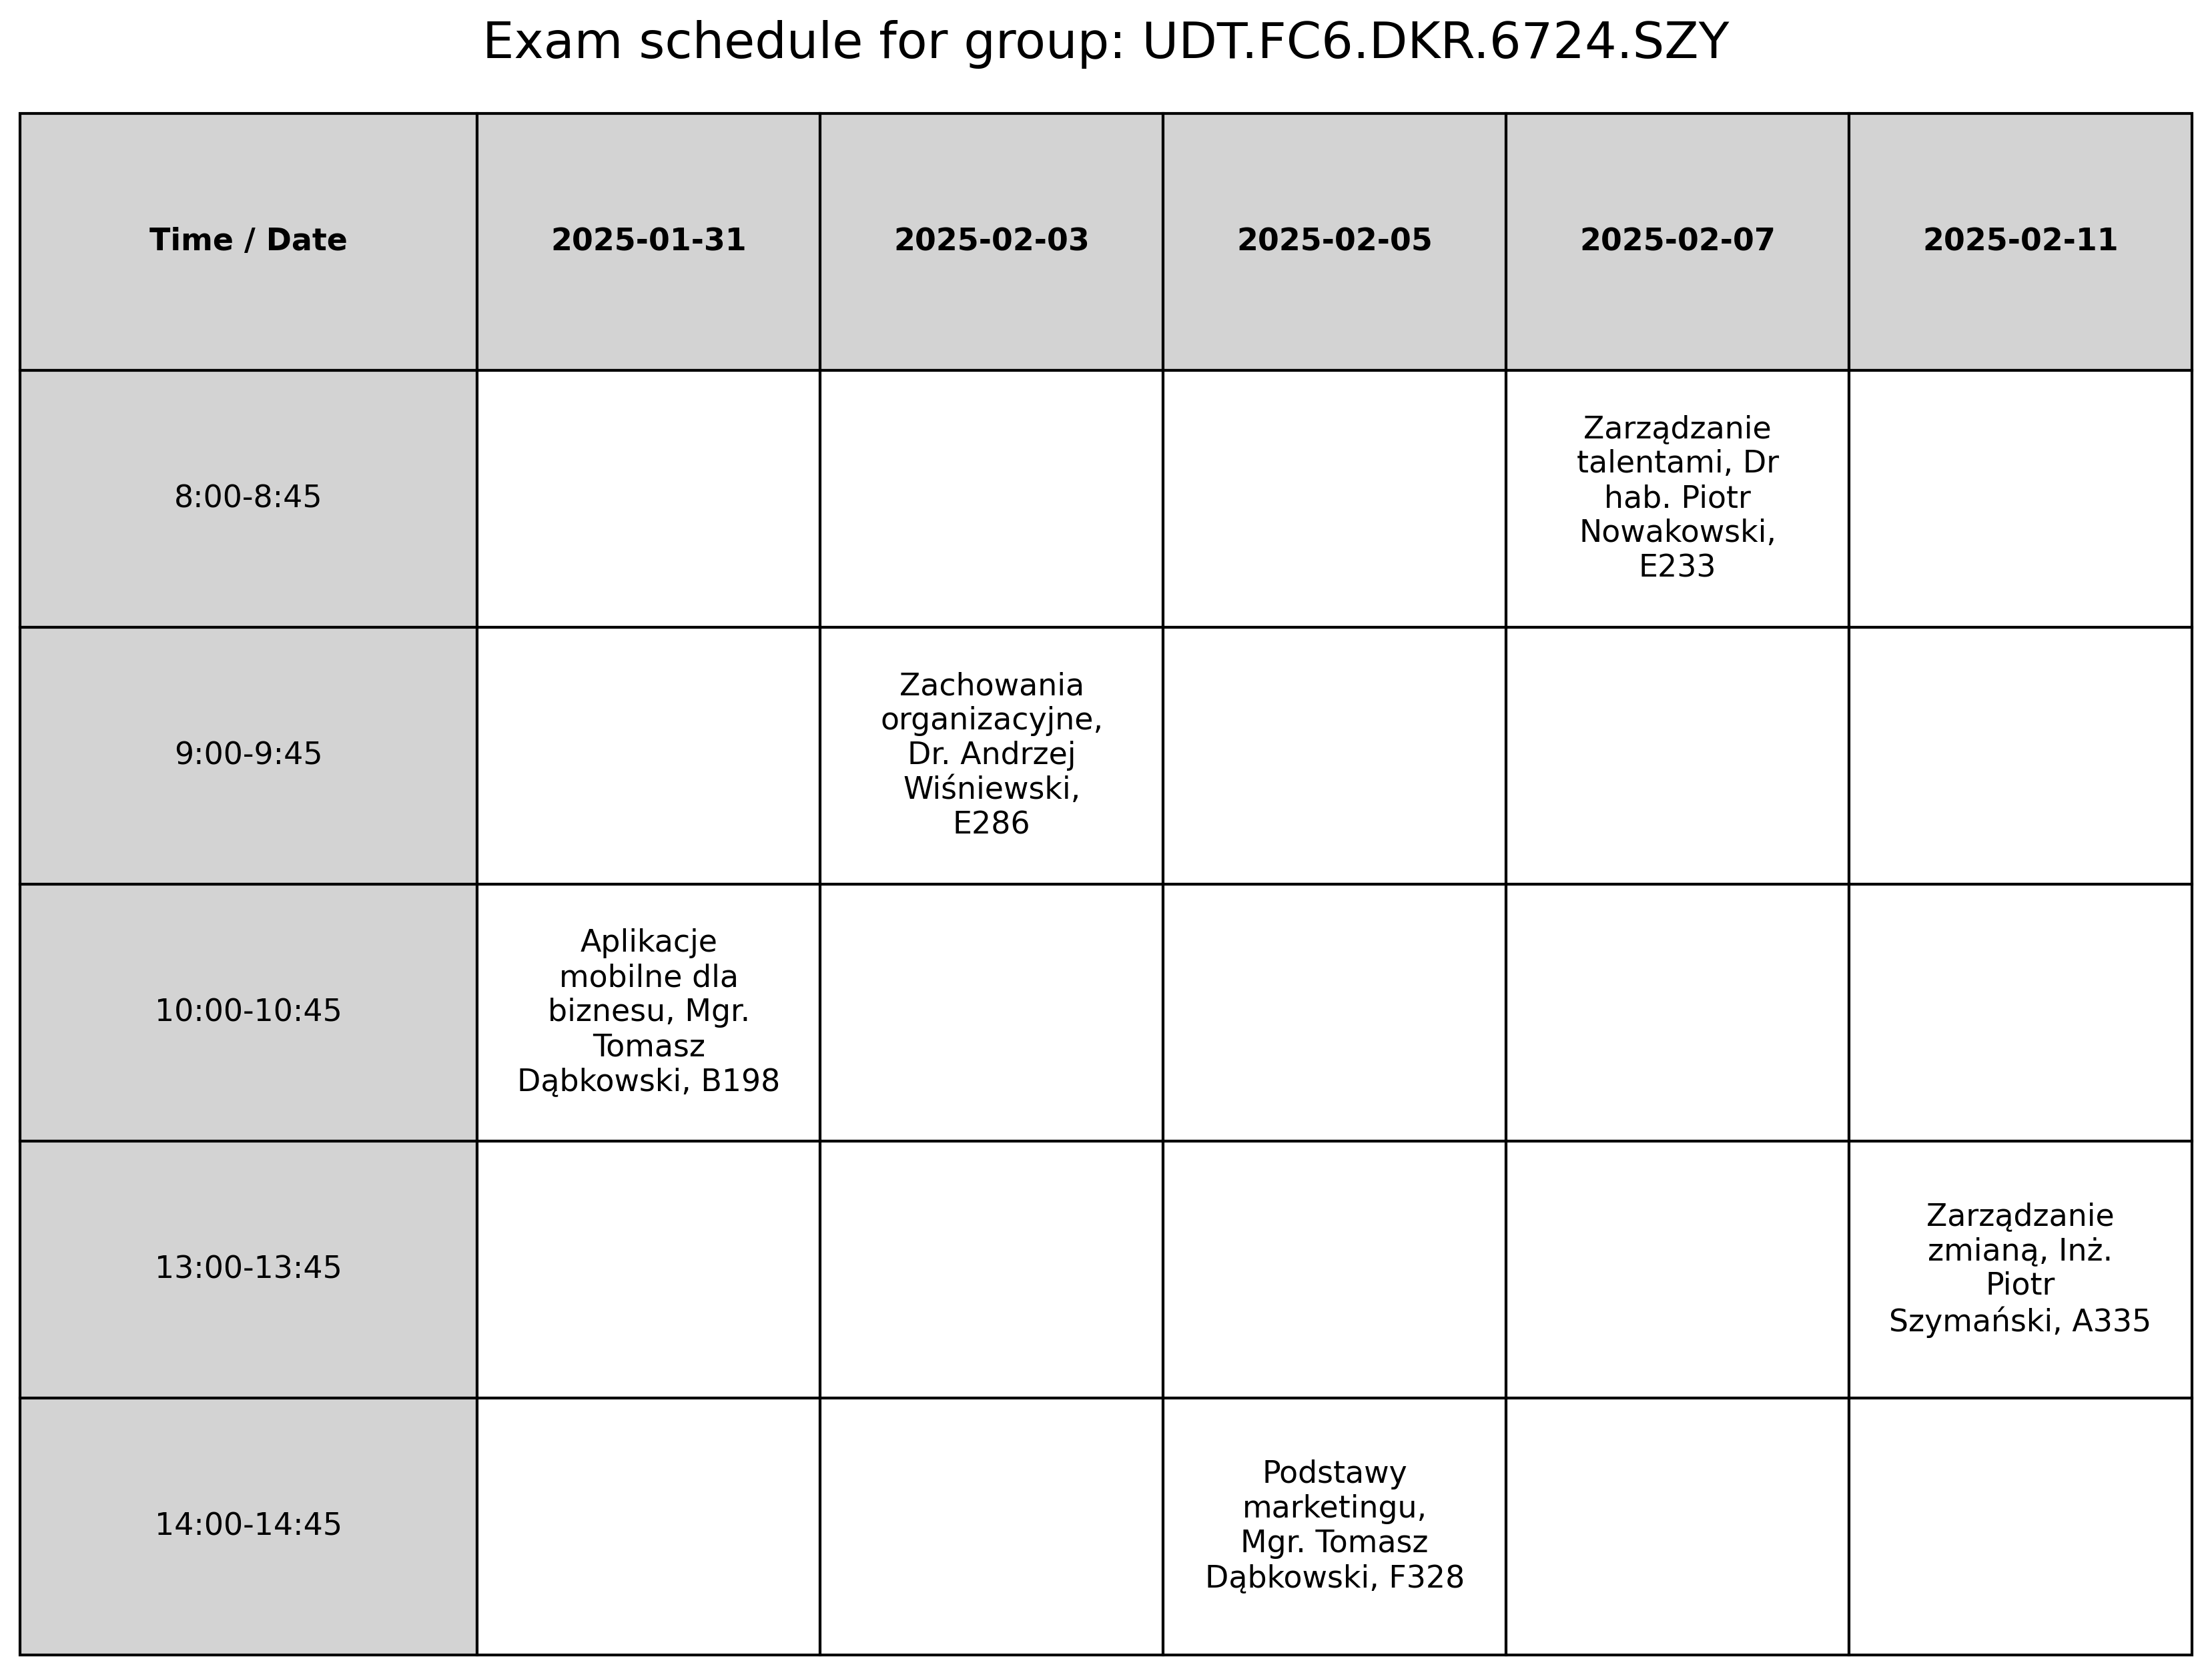 Exam schedule for group: UDT.FC6.DKR.6724.SZY
Time / Date
2025-01-31
2025-02-03
2025-02-05
2025-02-07
2025-02-11
8:00-8:45
Zarządzanie
talentami, Dr
hab. Piotr
Nowakowski,
E233
9:00-9:45
Zachowania
organizacyjne,
Dr. Andrzej
Wiśniewski,
E286
10:00-10:45
Aplikacje
mobilne dla
biznesu, Mgr.
Tomasz
Dąbkowski, B198
13:00-13:45
Zarządzanie
zmianą, Inż.
Piotr
Szymański, A335
14:00-14:45
Podstawy
marketingu,
Mgr. Tomasz
Dąbkowski, F328